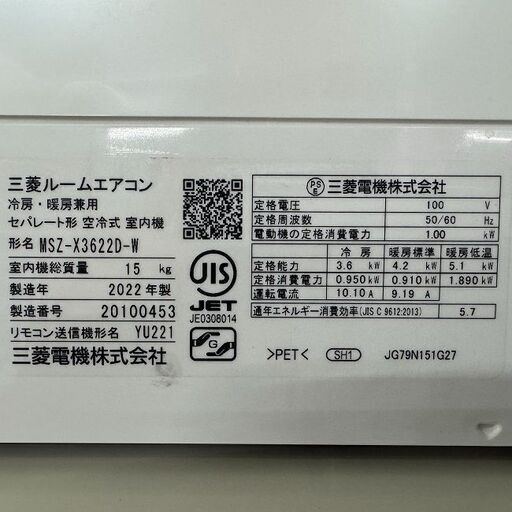 三菱ルームエアコン
冷房・暖房兼用
セパレート形 空冷式 室内機
形名 MSZ-X3622D-W
室内機総質量 15 kg
製造年 2022 年製
製造番号 20100453
リモコン送信機形名 YU221
三菱電機株式会社
JIS
JET
JE0308014
G
PS
E
三菱電機株式会社
定格電圧 100 V
定格周波数 50/60 Hz
電動機の定格消費電力 1.00 kW
冷房 暖房標準 暖房低温
定格能力 3.6 kW 4.2 kW 5.1 kW
定格消費電力 0.950 kW 0.910 kW 1.890 kW
運転電流 10.10 A 9.19 A
通年エネルギー消費効率(JIS C 9612:2013) 5.7
>PET< SH1 JG79N151G27